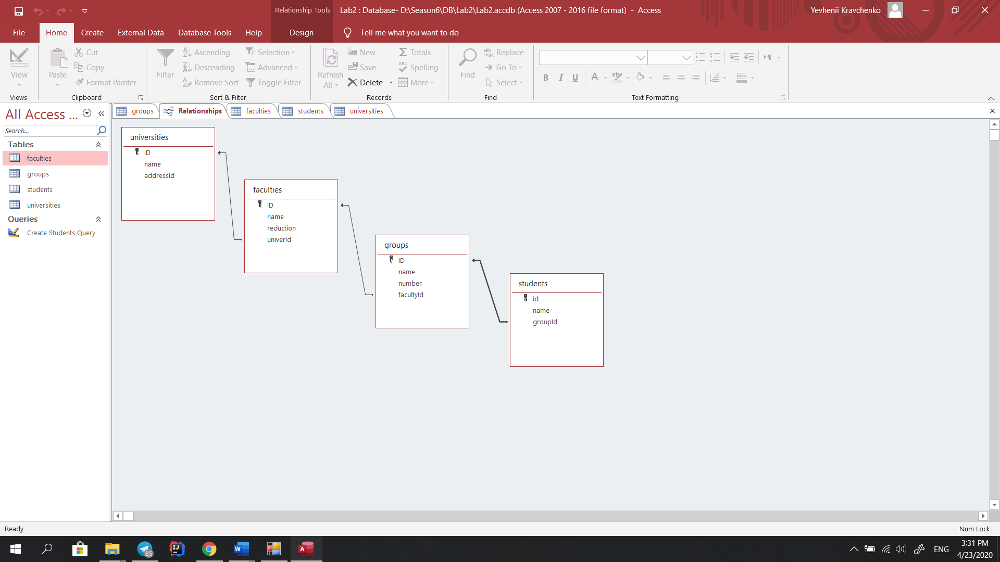 Relationship Tools
Lab2 : Database- D:\Season6\DB\Lab2\Lab2.accdb (Access 2007 - 2016 file format) - Access
Yevhenii Kravchenko
File Home Create External Data Database Tools Help Design Tell me what you want to do
View
Views
Paste
Cut
Copy
Format Painter
Clipboard
Filter
Ascending
Descending
Remove Sort
Selection
Advanced
Toggle Filter
Sort & Filter
Refresh
All
New
Save
Delete
Totals
Spelling
More
Records
Find
Replace
Go To
Select
Find
B I U A
Text Formatting
All Access ...
Search...
Tables
faculties
groups
students
universities
Queries
Create Students Query
groups Relationships faculties students universities
universities
ID
name
addressId
faculties
ID
name
reduction
univerId
groups
ID
name
number
facultyId
students
id
name
groupId
Ready
Num Lock
85
ENG
3:31 PM
4/23/2020